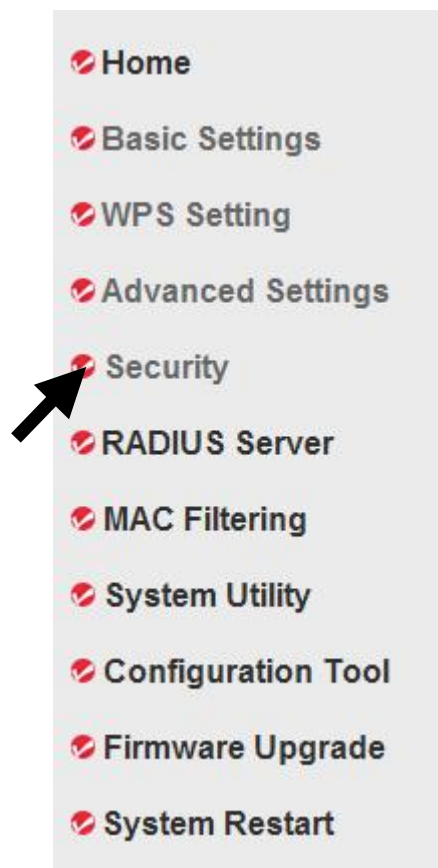 Home
Basic Settings
WPS Setting
Advanced Settings
Security
RADIUS Server
MAC Filtering
System Utility
Configuration Tool
Firmware Upgrade
System Restart